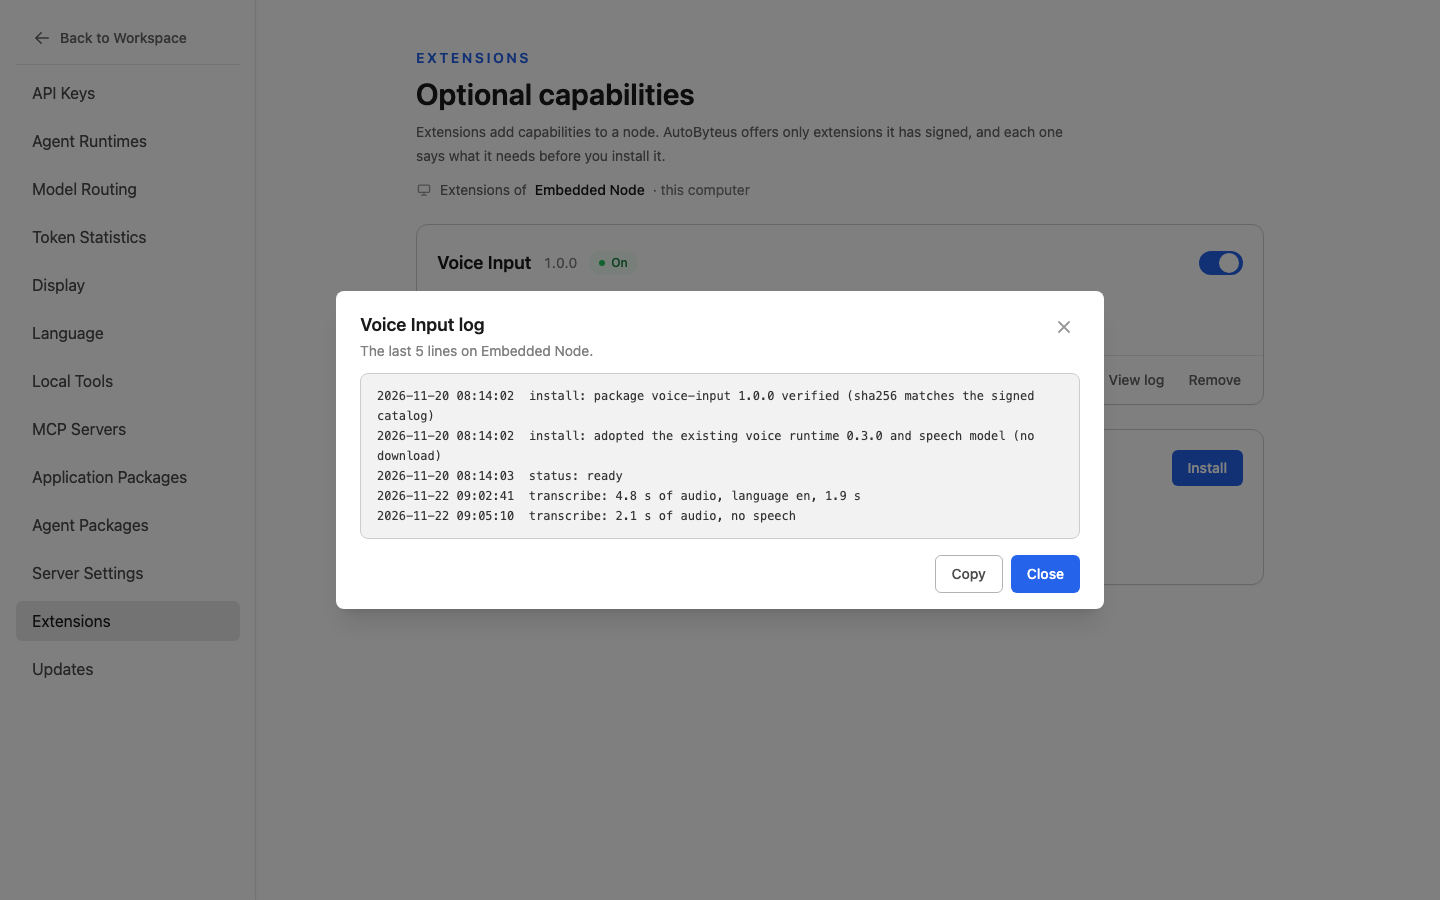 Back to Workspace
API Keys
Agent Runtimes
Model Routing
Token Statistics
Display
Language
Local Tools
MCP Servers
Application Packages
Agent Packages
Server Settings
Extensions
Updates
EXTENSIONS
Optional capabilities
Extensions add capabilities to a node. AutoByteus offers only extensions it has signed, and each one
says what it needs before you install it.
Extensions of Embedded Node · this computer
Voice Input 1.0.0 On
View log Remove
Install
Voice Input log
The last 5 lines on Embedded Node.
2026-11-20 08:14:02 install: package voice-input 1.0.0 verified (sha256 matches the signed
catalog)
2026-11-20 08:14:02 install: adopted the existing voice runtime 0.3.0 and speech model (no
download)
2026-11-20 08:14:03 status: ready
2026-11-22 09:02:41 transcribe: 4.8 s of audio, language en, 1.9 s
2026-11-22 09:05:10 transcribe: 2.1 s of audio, no speech
Copy Close